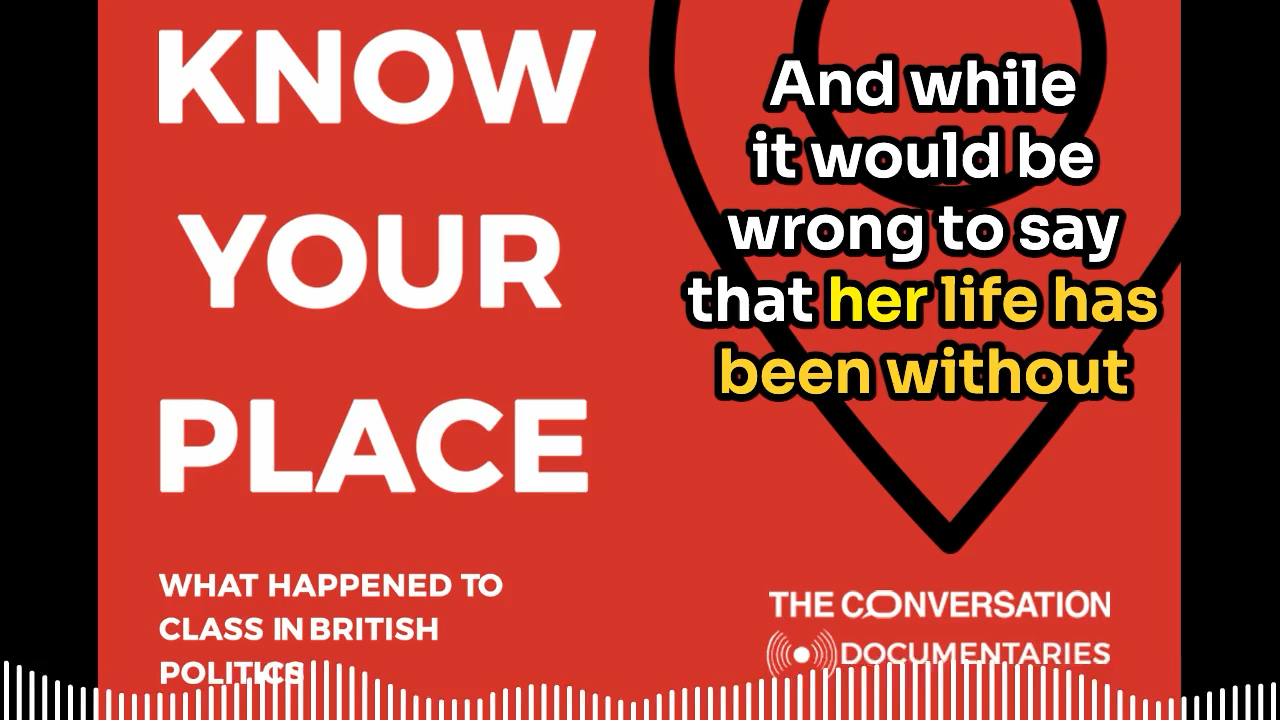 KNOW
YOUR
PLACE
WHAT HAPPENED TO
CLASS IN BRITISH
POLITICS
And while
it would be
wrong to say
that her life has
been without
THE CONVERSATION
DOCUMENTARIES